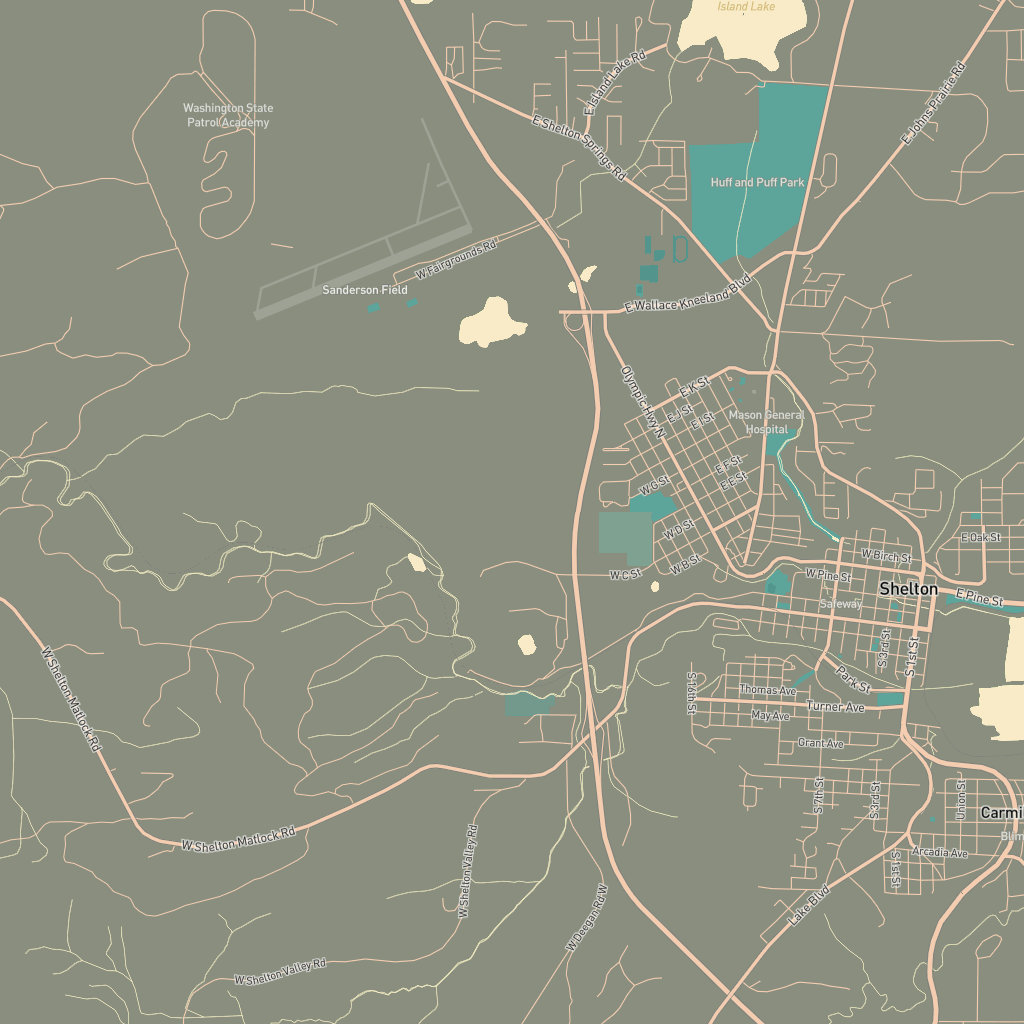 Island Lake
E Island Lake Rd
E Johns Prairie Rd
Washington State
Patrol Academy
E Shelton Springs Rd
Huff and Puff Park
W Fairgrounds Rd
Sanderson Field
E Wallace Kneeland Blvd
Olympic Hwy N
E K St
E J St
E I St
Mason General
Hospital
E F St
E E St
W G St
W D St
W B St
W C St
E Oak St
W Birch St
W Pine St
Shelton
E Pine St
Safeway
S 3rd St
S 1st St
Park St
S 16th St
Thomas Ave
Turner Ave
May Ave
Grant Ave
W Shelton Matlock Rd
S 7th St
S 3rd St
Union St
Carmi
Blim
W Shelton Matlock Rd
Arcadia Ave
S 1st St
W Shelton Valley Rd
Lake Blvd
W Deegan Rd W
W Shelton Valley Rd